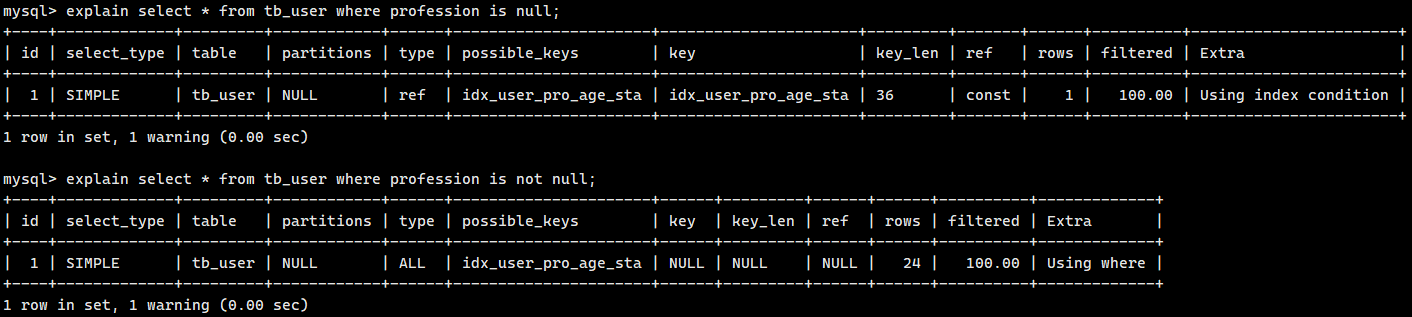 mysql> explain select * from tb_user where profession is null;
+----+-------------+---------+------------+------+----------------------+----------------------+---------+-------+------+----------+-----------------------+
| id | select_type | table   | partitions | type | possible_keys        | key                  | key_len | ref   | rows | filtered | Extra                 |
+----+-------------+---------+------------+------+----------------------+----------------------+---------+-------+------+----------+-----------------------+
|  1 | SIMPLE      | tb_user | NULL       | ref  | idx_user_pro_age_sta | idx_user_pro_age_sta | 36      | const |    1 |   100.00 | Using index condition |
+----+-------------+---------+------------+------+----------------------+----------------------+---------+-------+------+----------+-----------------------+
1 row in set, 1 warning (0.00 sec)

mysql> explain select * from tb_user where profession is not null;
+----+-------------+---------+------------+------+----------------------+------+---------+------+------+----------+-------------+
| id | select_type | table   | partitions | type | possible_keys        | key  | key_len | ref  | rows | filtered | Extra       |
+----+-------------+---------+------------+------+----------------------+------+---------+------+------+----------+-------------+
|  1 | SIMPLE      | tb_user | NULL       | ALL  | idx_user_pro_age_sta | NULL | NULL    | NULL |   24 |   100.00 | Using where |
+----+-------------+---------+------------+------+----------------------+------+---------+------+------+----------+-------------+
1 row in set, 1 warning (0.00 sec)